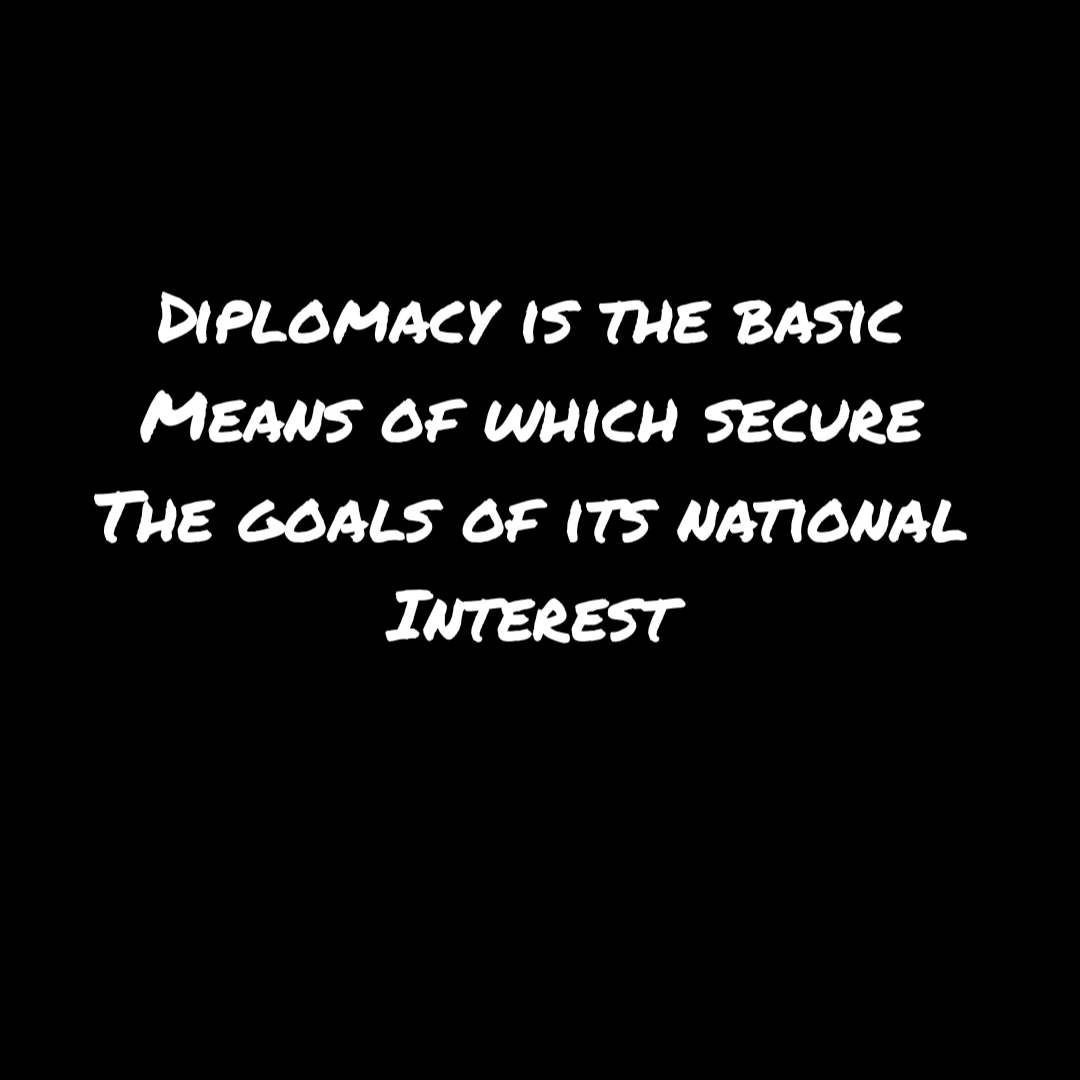 Diplomacy is the basic
Means of which secure
The goals of its national
Interest